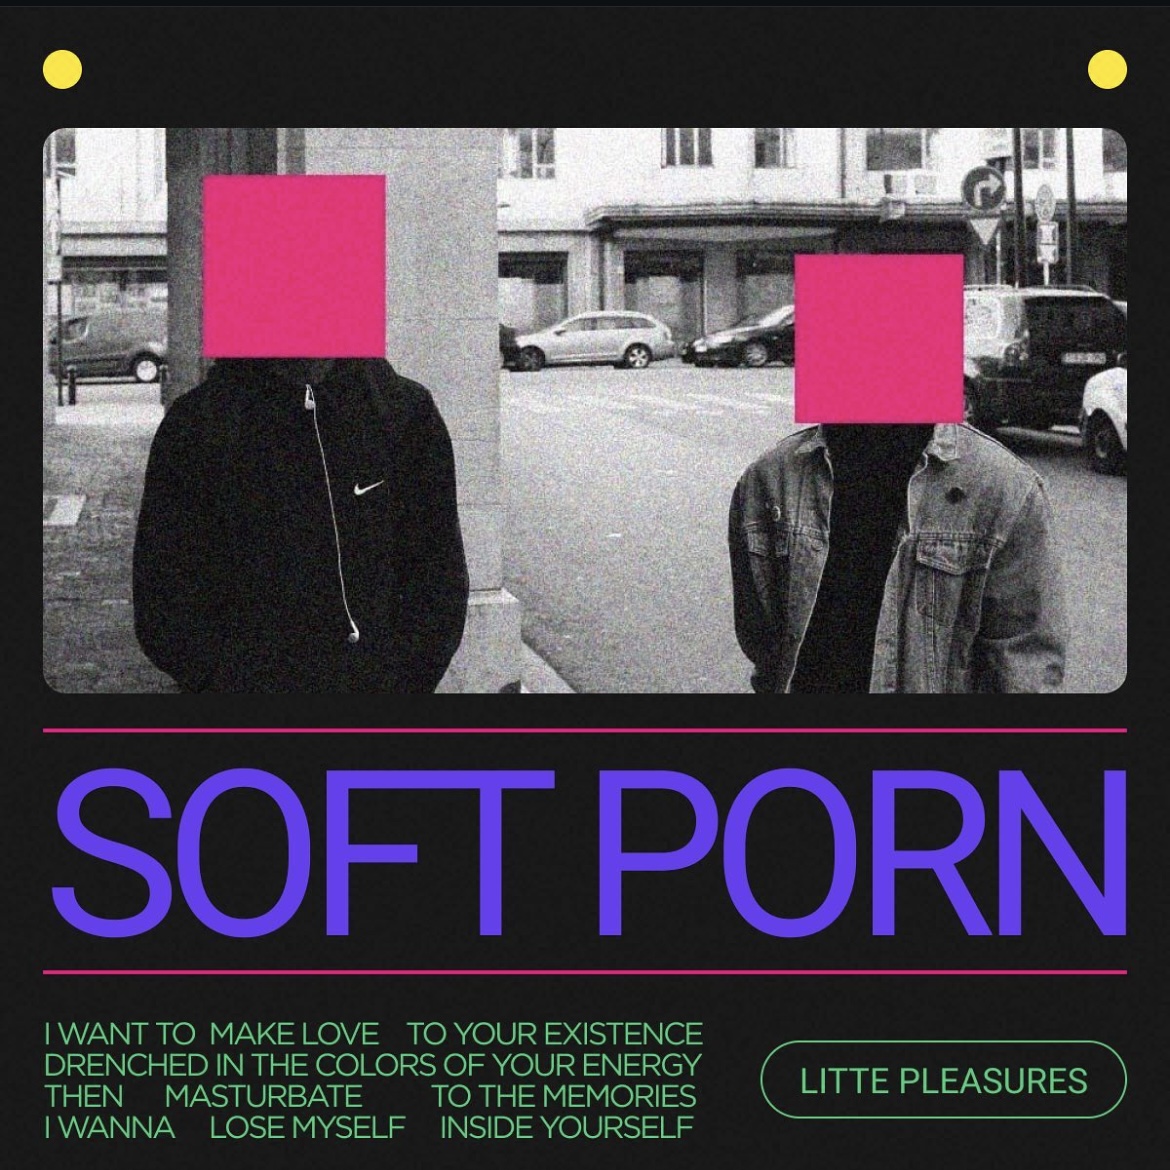 SOFT PORN
I WANT TO MAKE LOVE TO YOUR EXISTENCE
DRENCHED IN THE COLORS OF YOUR ENERGY
THEN MASTURBATE TO THE MEMORIES
I WANNA LOSE MYSELF INSIDE YOURSELF
LITTE PLEASURES